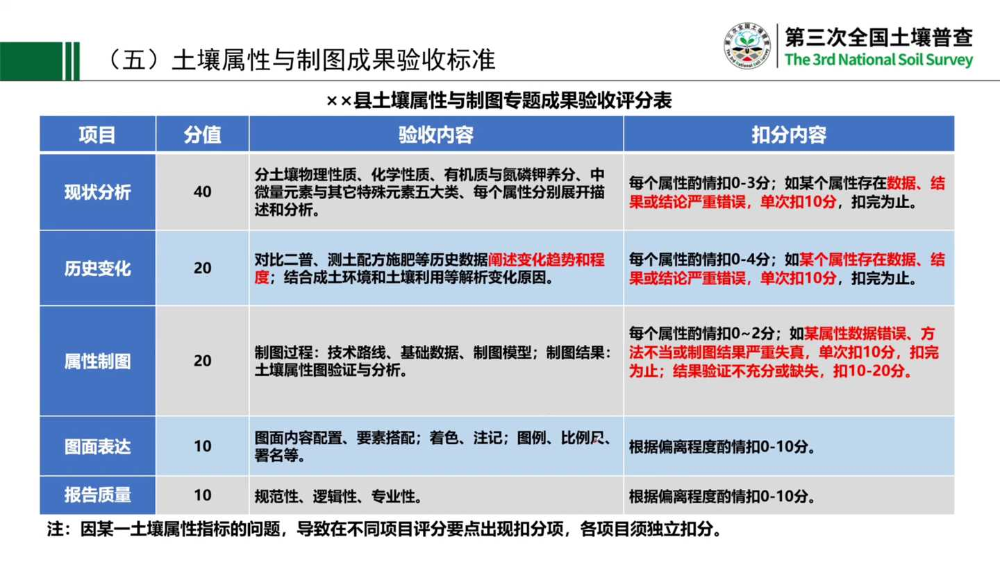 （五）土壤属性与制图成果验收标准
第三次全国土壤普查
The 3rd National Soil Survey
第三次全国土壤普查
The 3rd National Soil Survey
××县土壤属性与制图专题成果验收评分表
项目
分值
验收内容
扣分内容
现状分析
40
分土壤物理性质、化学性质、有机质与氮磷钾养分、中
微量元素与其它特殊元素五大类、每个属性分别展开描
述和分析。
每个属性酌情扣0-3分；如某个属性存在数据、结
果或结论严重错误，单次扣10分，扣完为止。
历史变化
20
对比二普、测土配方施肥等历史数据阐述变化趋势和程
度；结合成土环境和土壤利用等解析变化原因。
每个属性酌情扣0-4分；如某个属性存在数据、结
果或结论严重错误，单次扣10分，扣完为止。
属性制图
20
制图过程：技术路线、基础数据、制图模型；制图结果：
土壤属性图验证与分析。
每个属性酌情扣0~2分；如某属性数据错误、方
法不当或制图结果严重失真，单次扣10分，扣完
为止；结果验证不充分或缺失，扣10-20分。
图面表达
10
图面内容配置、要素搭配；着色、注记；图例、比例尺、
署名等。
根据偏离程度酌情扣0-10分。
报告质量
10
规范性、逻辑性、专业性。
根据偏离程度酌情扣0-10分。
注：因某一土壤属性指标的问题，导致在不同项目评分要点出现扣分项，各项目须独立扣分。